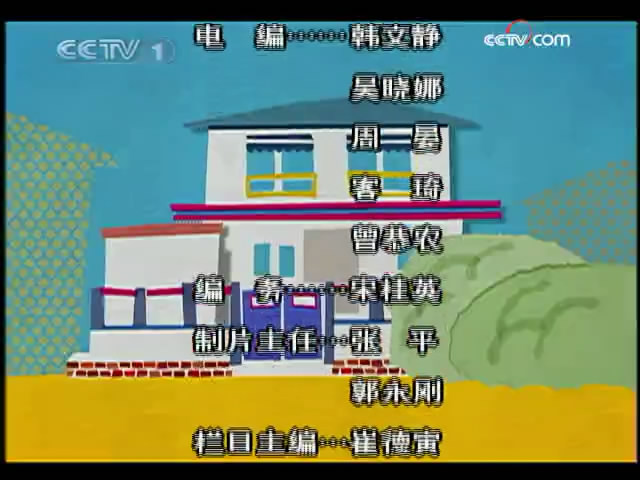 CCTV 1
CCTV.com
电 编……韩文静
吴晓娜
周 晏
客 琦
曾恭农
编 务……宋桂英
制片主任…张 平
郭永刚
栏目主编…崔德寅